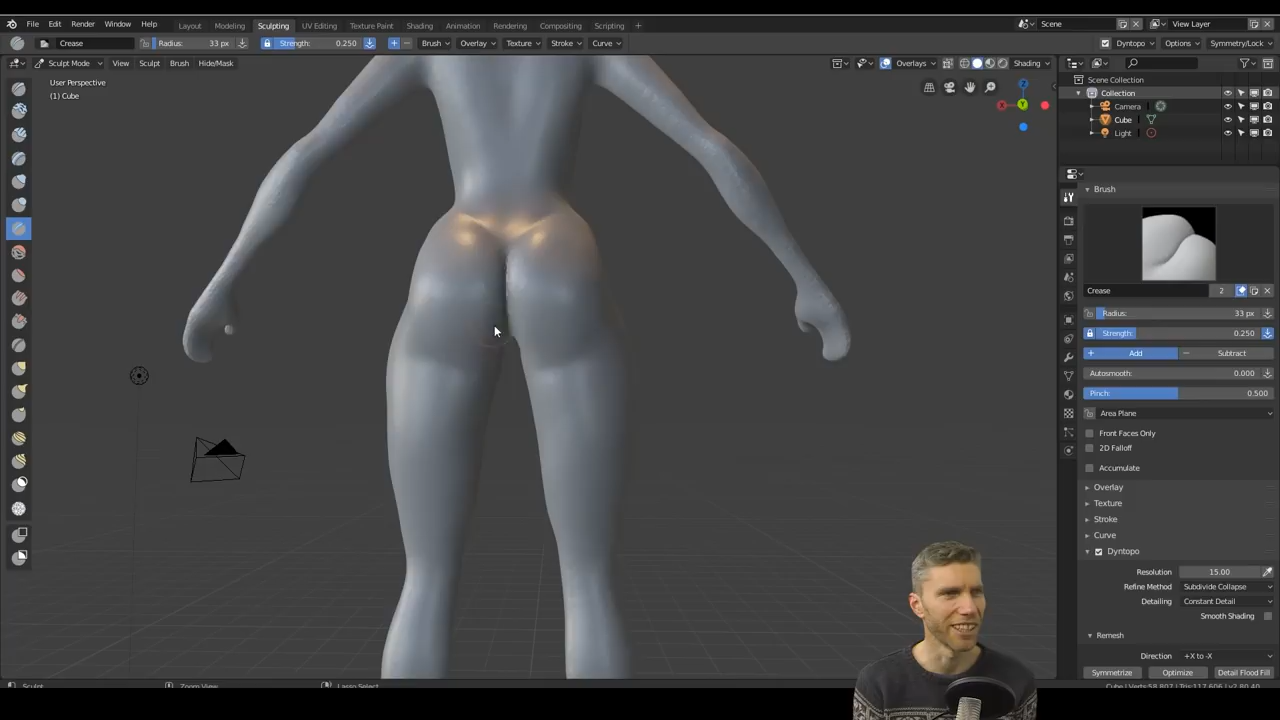 File Edit Render Window Help Layout Modeling Sculpting UV Editing Texture Paint Shading Animation Rendering Compositing Scripting + Scene View Layer
Crease Radius: 33 px Strength: 0.250 + − Brush Overlay Texture Stroke Curve Dyntopo Options Symmetry/Lock
Sculpt Mode View Sculpt Brush Hide/Mask Overlays Shading
User Perspective
(1) Cube
Z
Y
Scene Collection
Collection
Camera
Cube
Light
Brush
Crease 2
Radius: 33 px
Strength: 0.250
+ Add − Subtract
Autosmooth: 0.000
Pinch: 0.500
Area Plane
Front Faces Only
2D Falloff
Accumulate
Overlay
Texture
Stroke
Curve
Dyntopo
Resolution 15.00
Refine Method Subdivide Collapse
Detailing Constant Detail
Smooth Shading
Remesh
Direction +X to -X
Symmetrize Optimize Detail Flood Fill
Sculpt Zoom View Lasso Select